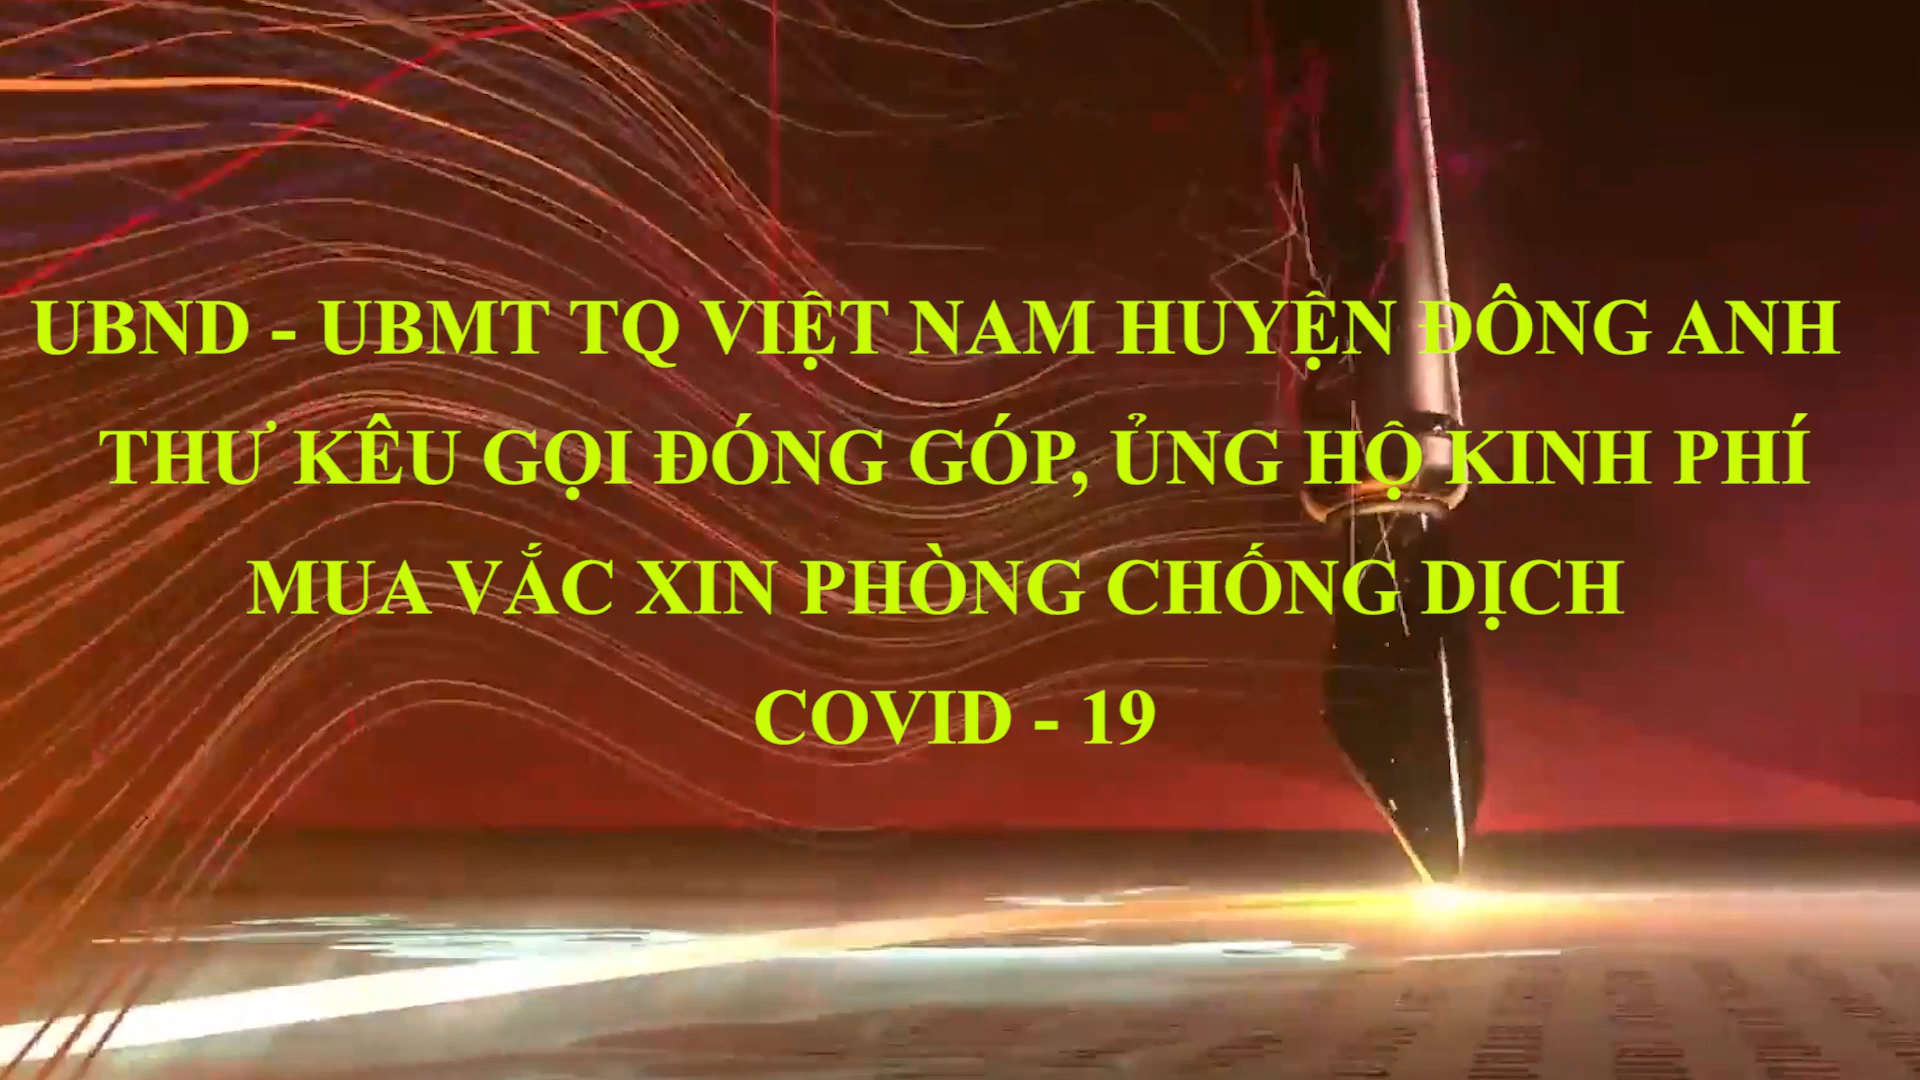 UBND - UBMT TQ VIỆT NAM HUYỆN ĐÔNG ANH
THƯ KÊU GỌI ĐÓNG GÓP, ỦNG HỘ KINH PHÍ
MUA VẮC XIN PHÒNG CHỐNG DỊCH
COVID - 19